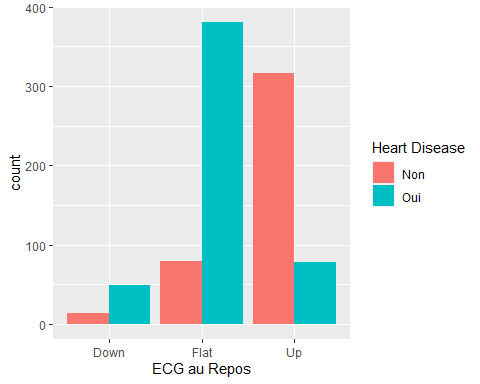 400
300
200
100
0
count
Down Flat Up
ECG au Repos
Heart Disease
Non
Oui